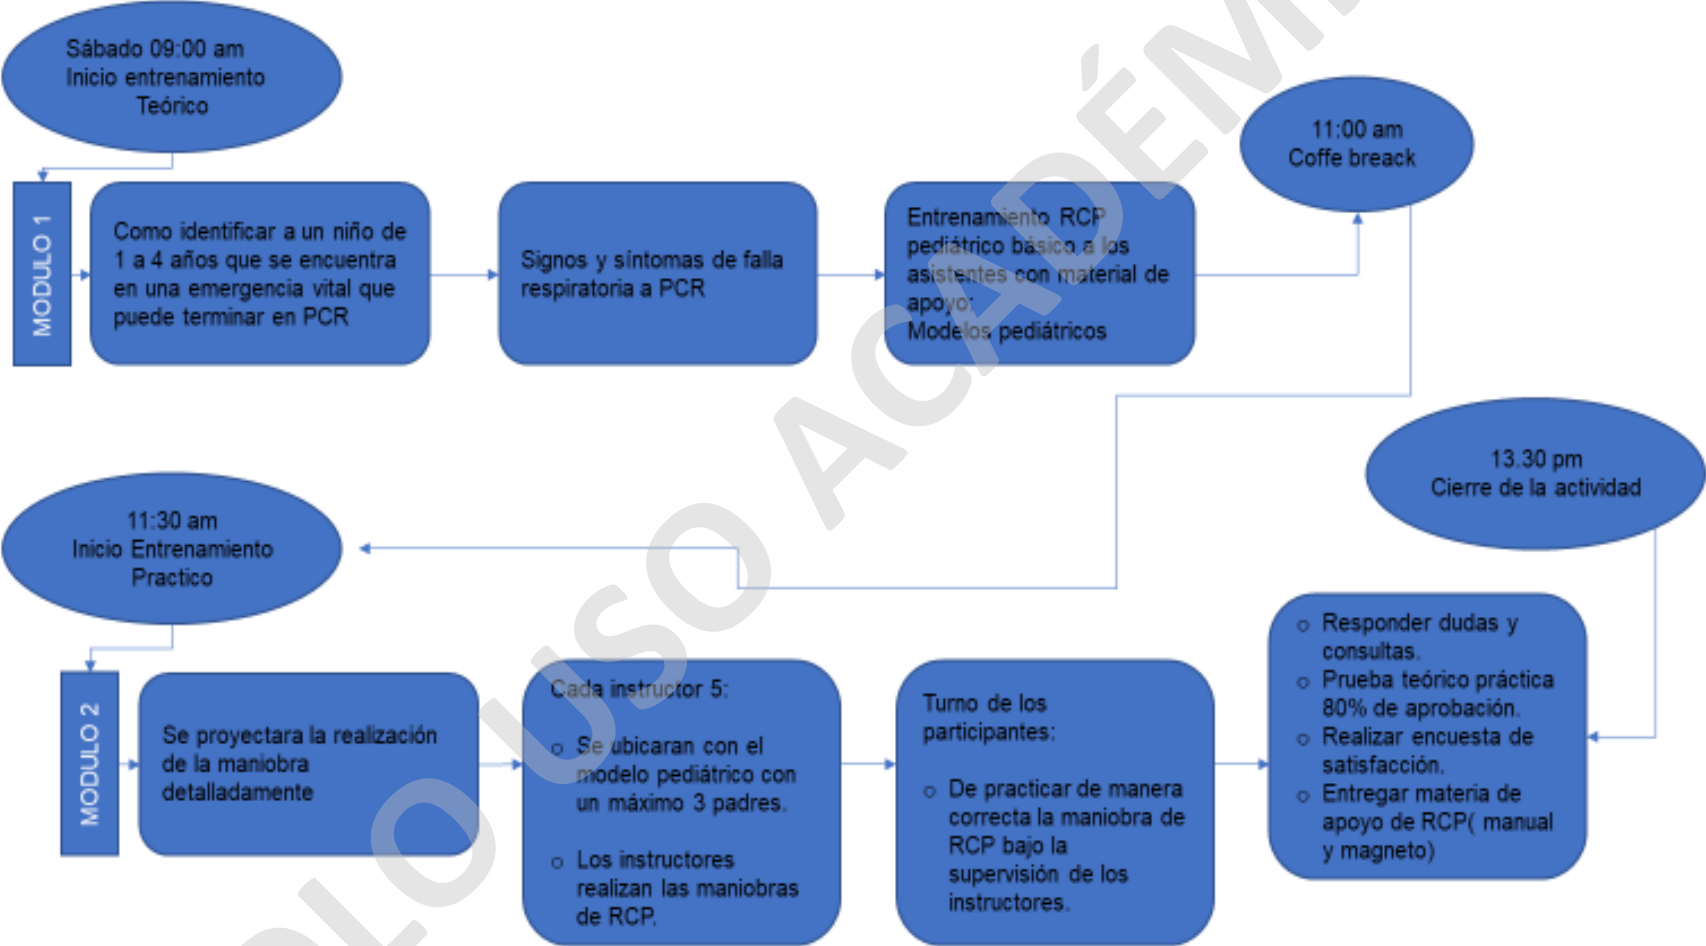 Sábado 09:00 am
Inicio entrenamiento
Teórico
MODULO 1
Como identificar a un niño de
1 a 4 años que se encuentra
en una emergencia vital que
puede terminar en PCR
Signos y síntomas de falla
respiratoria a PCR
Entrenamiento RCP
pediátrico básico a los
asistentes con material de
apoyo:
Modelos pediátricos
11:00 am
Coffe breack
11:30 am
Inicio Entrenamiento
Practico
MODULO 2
Se proyectara la realización
de la maniobra
detalladamente
Cada instructor 5:
o Se ubicaran con el
modelo pediátrico con
un máximo 3 padres.
o Los instructores
realizan las maniobras
de RCP.
Turno de los
participantes:
o De practicar de manera
correcta la maniobra de
RCP bajo la
supervisión de los
instructores.
13.30 pm
Cierre de la actividad
o Responder dudas y
consultas.
o Prueba teórico práctica
80% de aprobación.
o Realizar encuesta de
satisfacción.
o Entregar materia de
apoyo de RCP( manual
y magneto)
USO